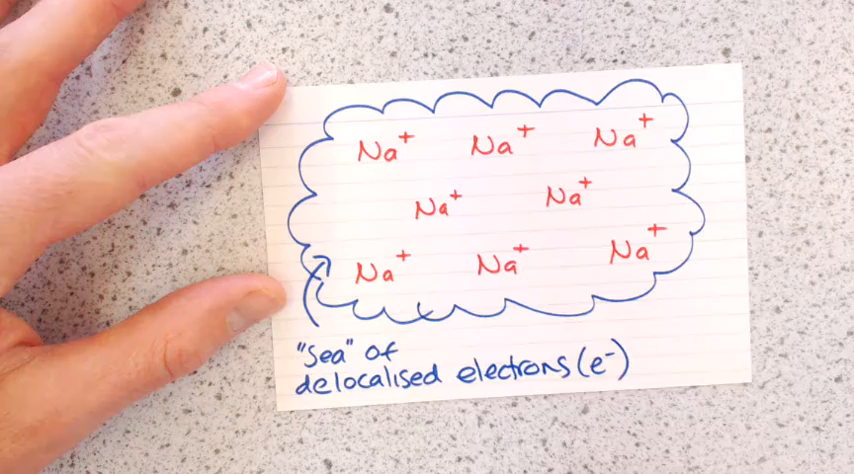 Na⁺ Na⁺ Na⁺
Na⁺ Na⁺
Na⁺ Na⁺ Na⁺
"Sea" of
delocalised electrons (e⁻)